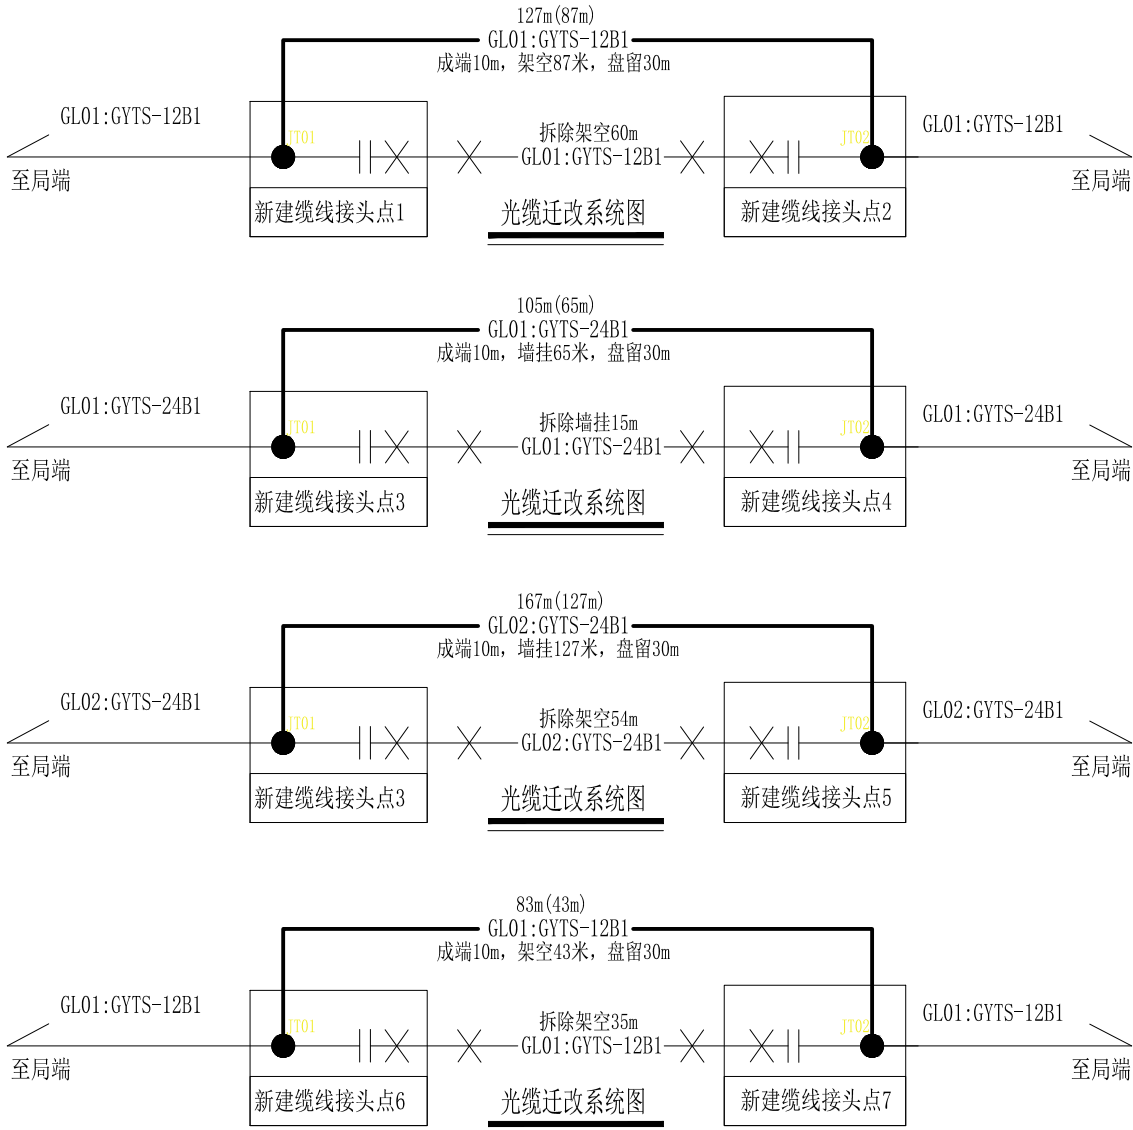 127m(87m)
GL01:GYTS-12B1
成端10m，架空87米，盘留30m
GL01:GYTS-12B1
GL01:GYTS-12B1
JT01
拆除架空60m
JT02
GL01:GYTS-12B1
至局端
至局端
新建缆线接头点1
光缆迁改系统图
新建缆线接头点2
105m(65m)
GL01:GYTS-24B1
成端10m，墙挂65米，盘留30m
GL01:GYTS-24B1
GL01:GYTS-24B1
JT01
拆除墙挂15m
JT02
GL01:GYTS-24B1
至局端
至局端
新建缆线接头点3
光缆迁改系统图
新建缆线接头点4
167m(127m)
GL02:GYTS-24B1
成端10m，墙挂127米，盘留30m
GL02:GYTS-24B1
GL02:GYTS-24B1
JT01
拆除架空54m
JT02
GL02:GYTS-24B1
至局端
至局端
新建缆线接头点3
光缆迁改系统图
新建缆线接头点5
83m(43m)
GL01:GYTS-12B1
成端10m，架空43米，盘留30m
GL01:GYTS-12B1
GL01:GYTS-12B1
JT01
拆除架空35m
JT02
GL01:GYTS-12B1
至局端
至局端
新建缆线接头点6
光缆迁改系统图
新建缆线接头点7